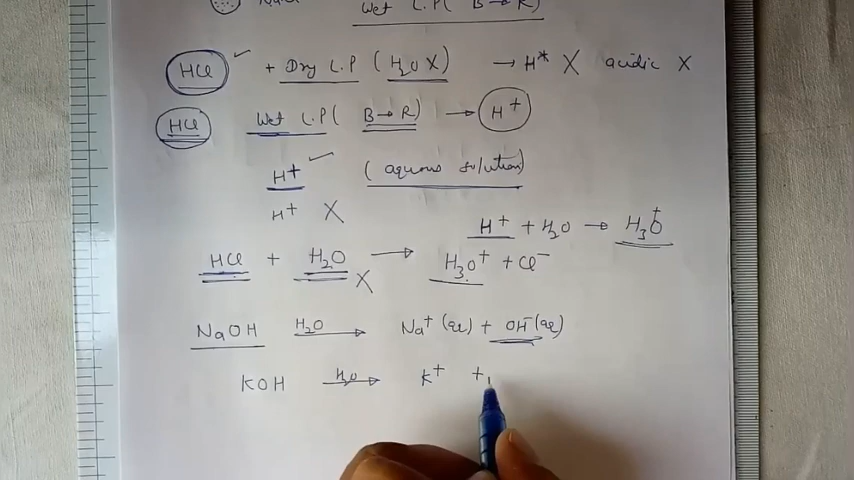 Wet L.P( B→R)
HCl + Dry L.P (H2O X) → H* X acidic X
HCl Wet L.P( B→R) → H+
H+ (aqueous solution)
H+ X
H+ + H2O → H3O+
HCl + H2O X → H3O+ + Cl-
NaOH H2O → Na+ (aq) + OH- (aq)
KOH H2O → K+ +